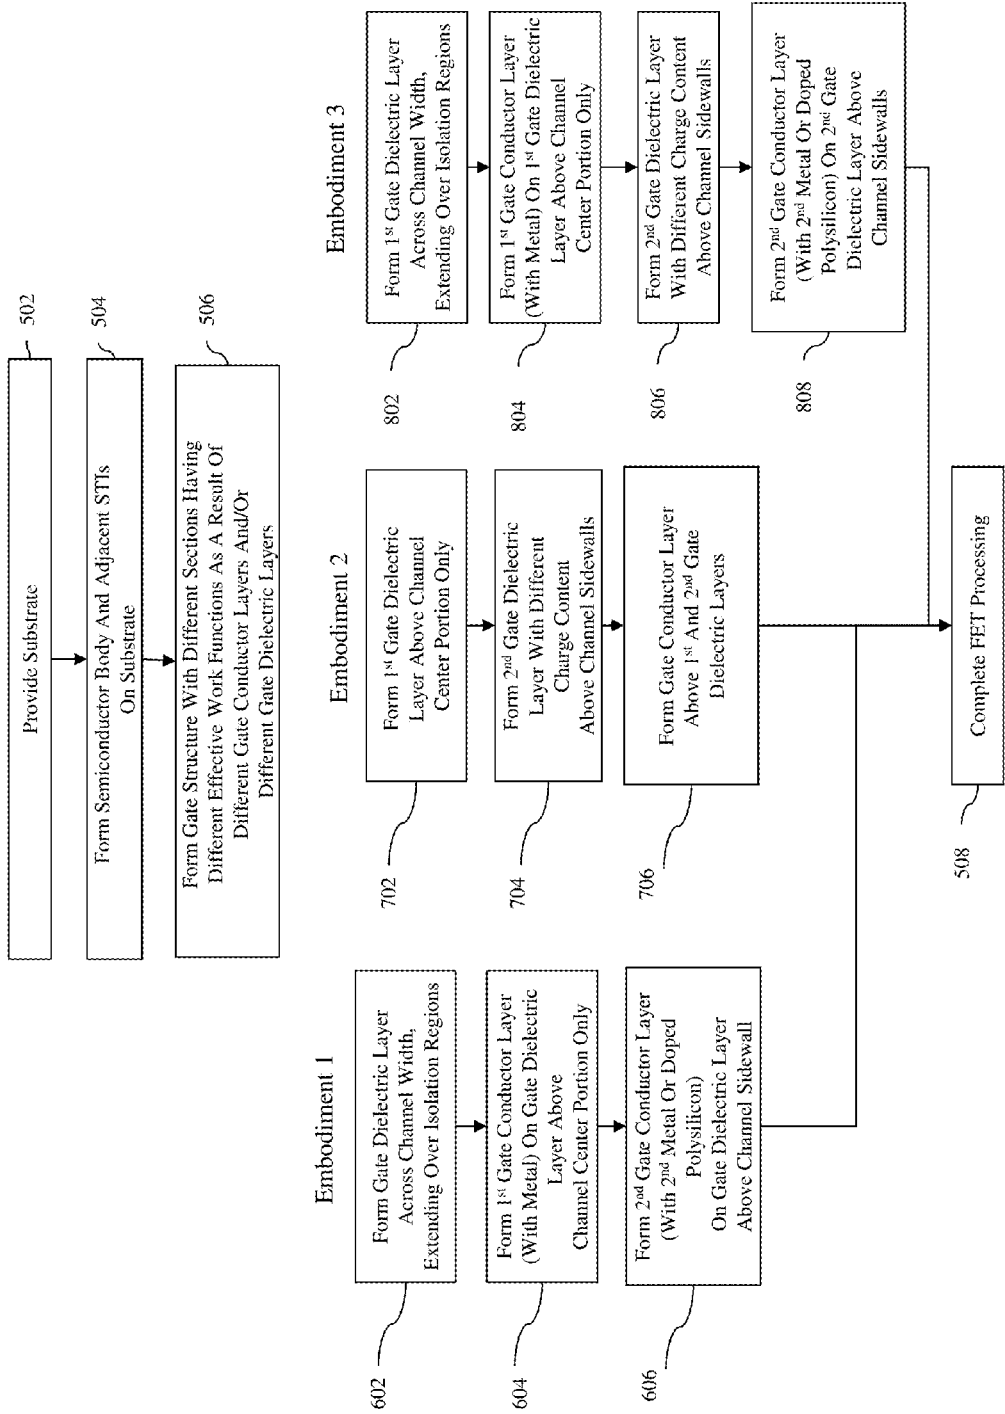 Provide Substrate
502
Form Semiconductor Body And Adjacent STIs
On Substrate
504
Form Gate Structure With Different Sections Having
Different Effective Work Functions As A Result Of
Different Gate Conductor Layers And/Or
Different Gate Dielectric Layers
506
Embodiment 1
Form Gate Dielectric Layer
Across Channel Width,
Extending Over Isolation Regions
602
Form 1st Gate Conductor Layer
(With Metal) On Gate Dielectric
Layer Above
Channel Center Portion Only
604
Form 2nd Gate Conductor Layer
(With 2nd Metal Or Doped
Polysilicon)
On Gate Dielectric Layer
Above Channel Sidewall
606
Embodiment 2
Form 1st Gate Dielectric
Layer Above Channel
Center Portion Only
702
Form 2nd Gate Dielectric
Layer With Different
Charge Content
Above Channel Sidewalls
704
Form Gate Conductor Layer
Above 1st And 2nd Gate
Dielectric Layers
706
Embodiment 3
Form 1st Gate Dielectric Layer
Across Channel Width,
Extending Over Isolation Regions
802
Form 1st Gate Conductor Layer
(With Metal) On 1st Gate Dielectric
Layer Above Channel
Center Portion Only
804
Form 2nd Gate Dielectric Layer
With Different Charge Content
Above Channel Sidewalls
806
Form 2nd Gate Conductor Layer
(With 2nd Metal Or Doped
Polysilicon) On 2nd Gate
Dielectric Layer Above
Channel Sidewalls
808
Complete FET Processing
508